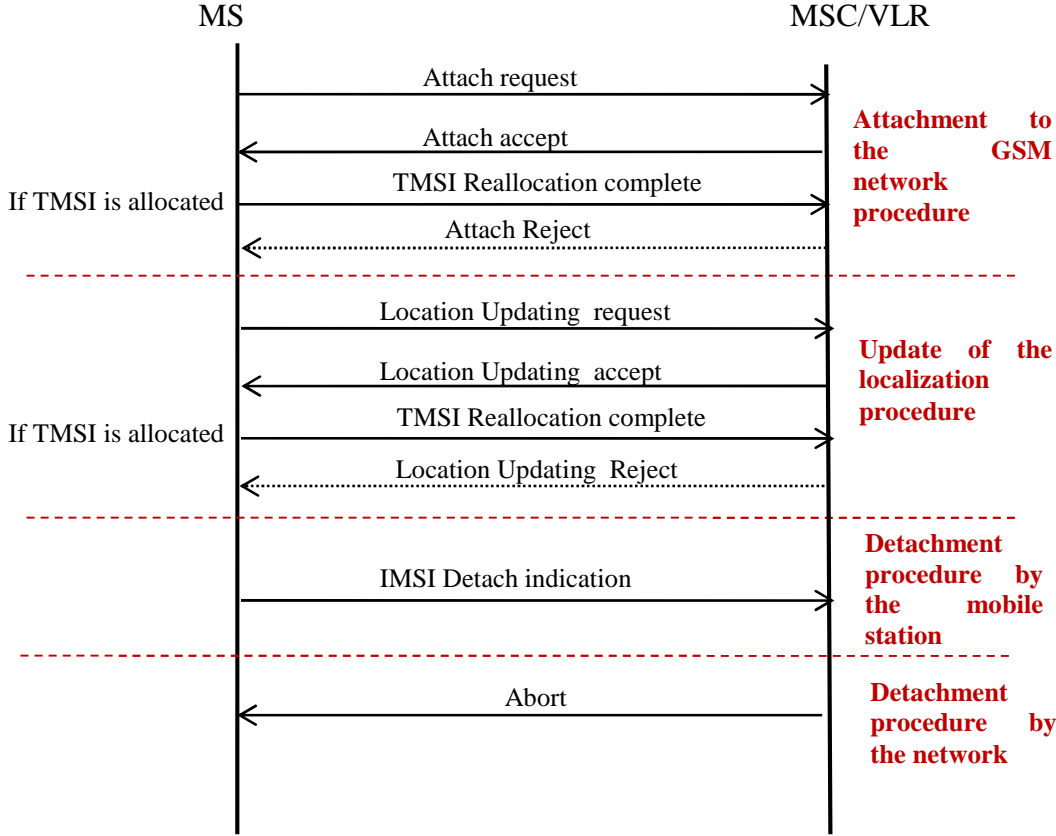 MS
MSC/VLR
Attach request
Attach accept
If TMSI is allocated
TMSI Reallocation complete
Attach Reject
Attachment to
the GSM
network
procedure
Location Updating request
Location Updating accept
If TMSI is allocated
TMSI Reallocation complete
Location Updating Reject
Update of the
localization
procedure
IMSI Detach indication
Detachment
procedure by
the mobile
station
Abort
Detachment
procedure by
the network